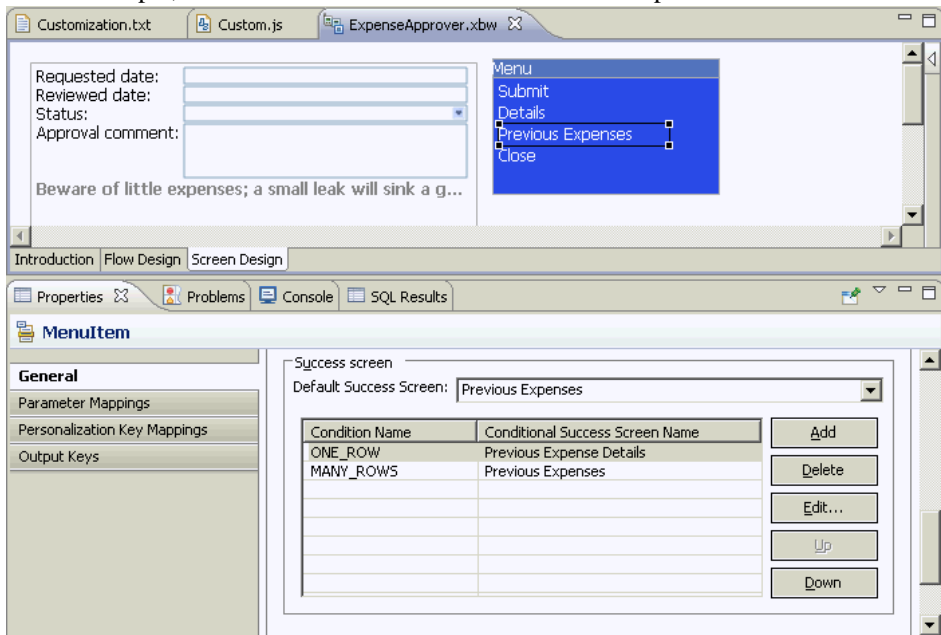 Customization.txt Custom.js ExpenseApprover.xbw
Requested date:
Reviewed date:
Status:
Approval comment:
Beware of little expenses; a small leak will sink a g...
Menu
Submit
Details
Previous Expenses
Close
Introduction Flow Design Screen Design
Properties Problems Console SQL Results
MenuItem
General
Parameter Mappings
Personalization Key Mappings
Output Keys
Success screen
Default Success Screen: Previous Expenses
Condition Name Conditional Success Screen Name
ONE_ROW Previous Expense Details
MANY_ROWS Previous Expenses
Add
Delete
Edit...
Up
Down